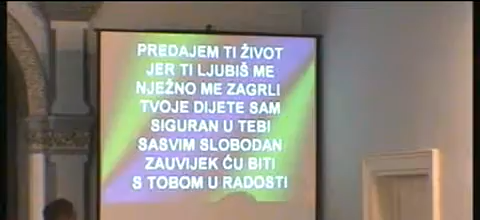 PREDAJEM TI ŽIVOT
JER TI LJUBIŠ ME
NJEŽNO ME ZAGRLI
TVOJE DIJETE SAM
SIGURAN U TEBI
SASVIM SLOBODAN
ZAUVIJEK ĆU BITI
S TOBOM U RADOSTI